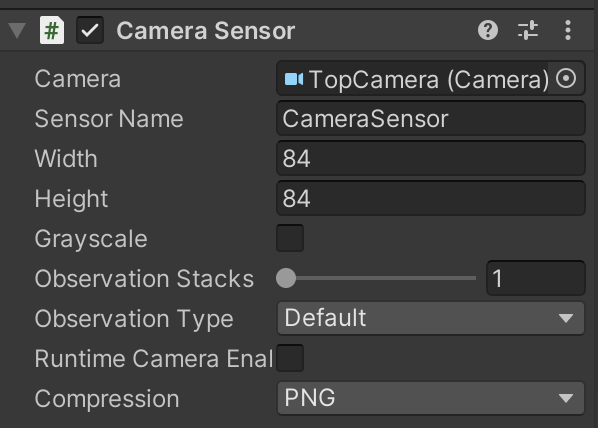 # Camera Sensor ?
Camera TopCamera (Camera)
Sensor Name CameraSensor
Width 84
Height 84
Grayscale
Observation Stacks 1
Observation Type Default
Runtime Camera Enal
Compression PNG